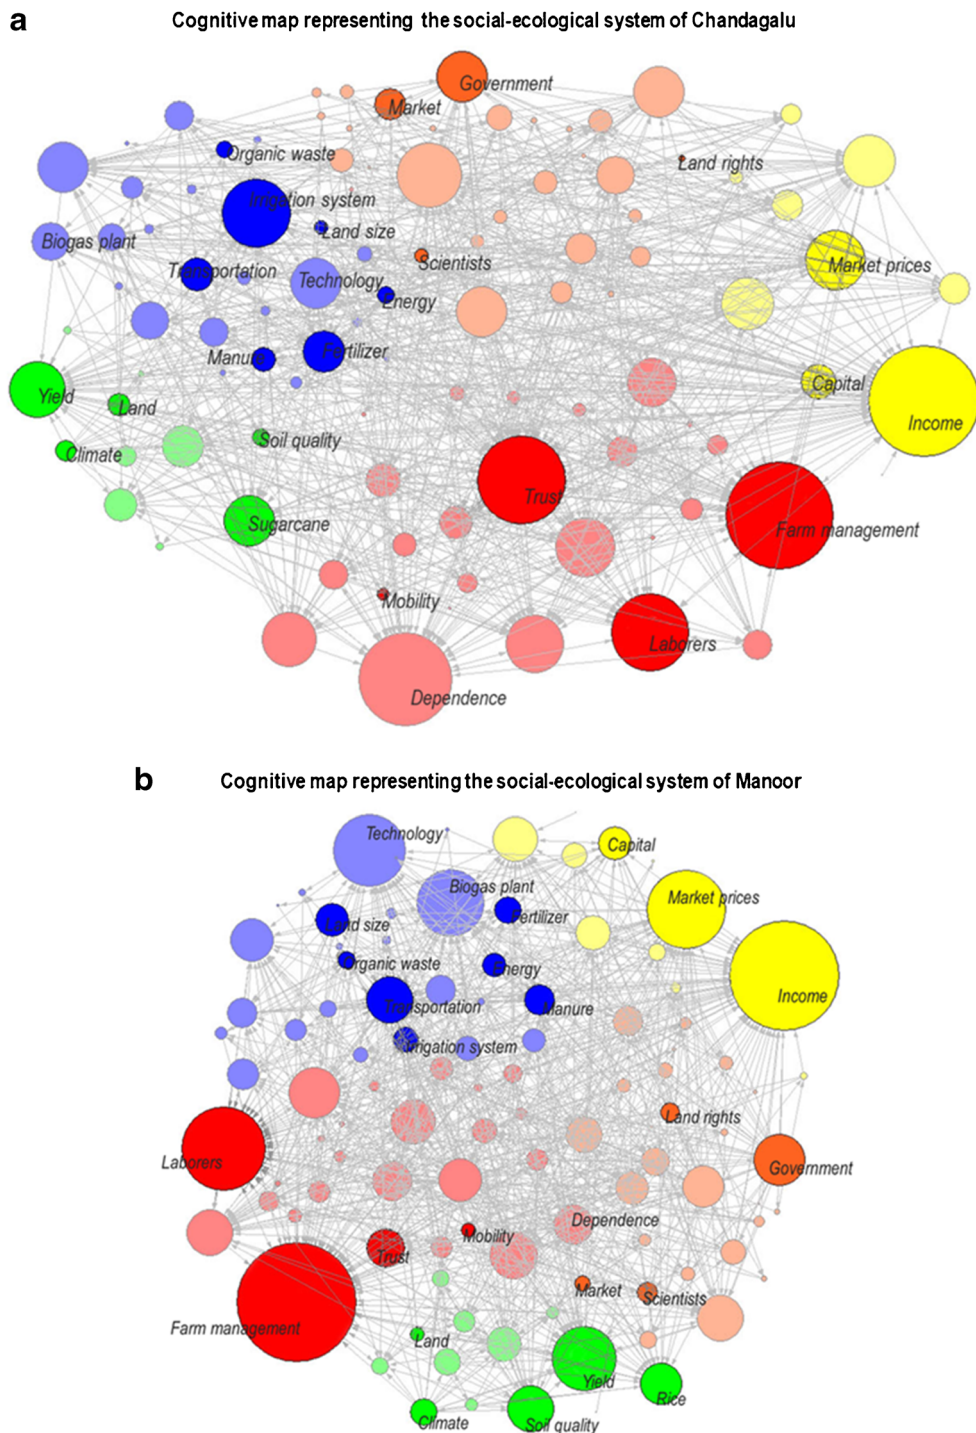 a
Cognitive map representing the social-ecological system of Chandagalu
Government
Market
Organic waste
Land rights
Irrigation system
Land size
Biogas plant
Scientists
Market prices
Transportation
Technology
Energy
Manure
Fertilizer
Capital
Yield
Land
Income
Climate
Soil quality
Trust
Sugarcane
Farm management
Mobility
Laborers
Dependence
b
Cognitive map representing the social-ecological system of Manoor
Technology
Capital
Biogas plant
Market prices
Fertilizer
Land size
Organic waste
Energy
Income
Transportation
Manure
Irrigation system
Land rights
Laborers
Government
Dependence
Mobility
Trust
Market
Scientists
Farm management
Land
Yield
Rice
Climate
Soil quality